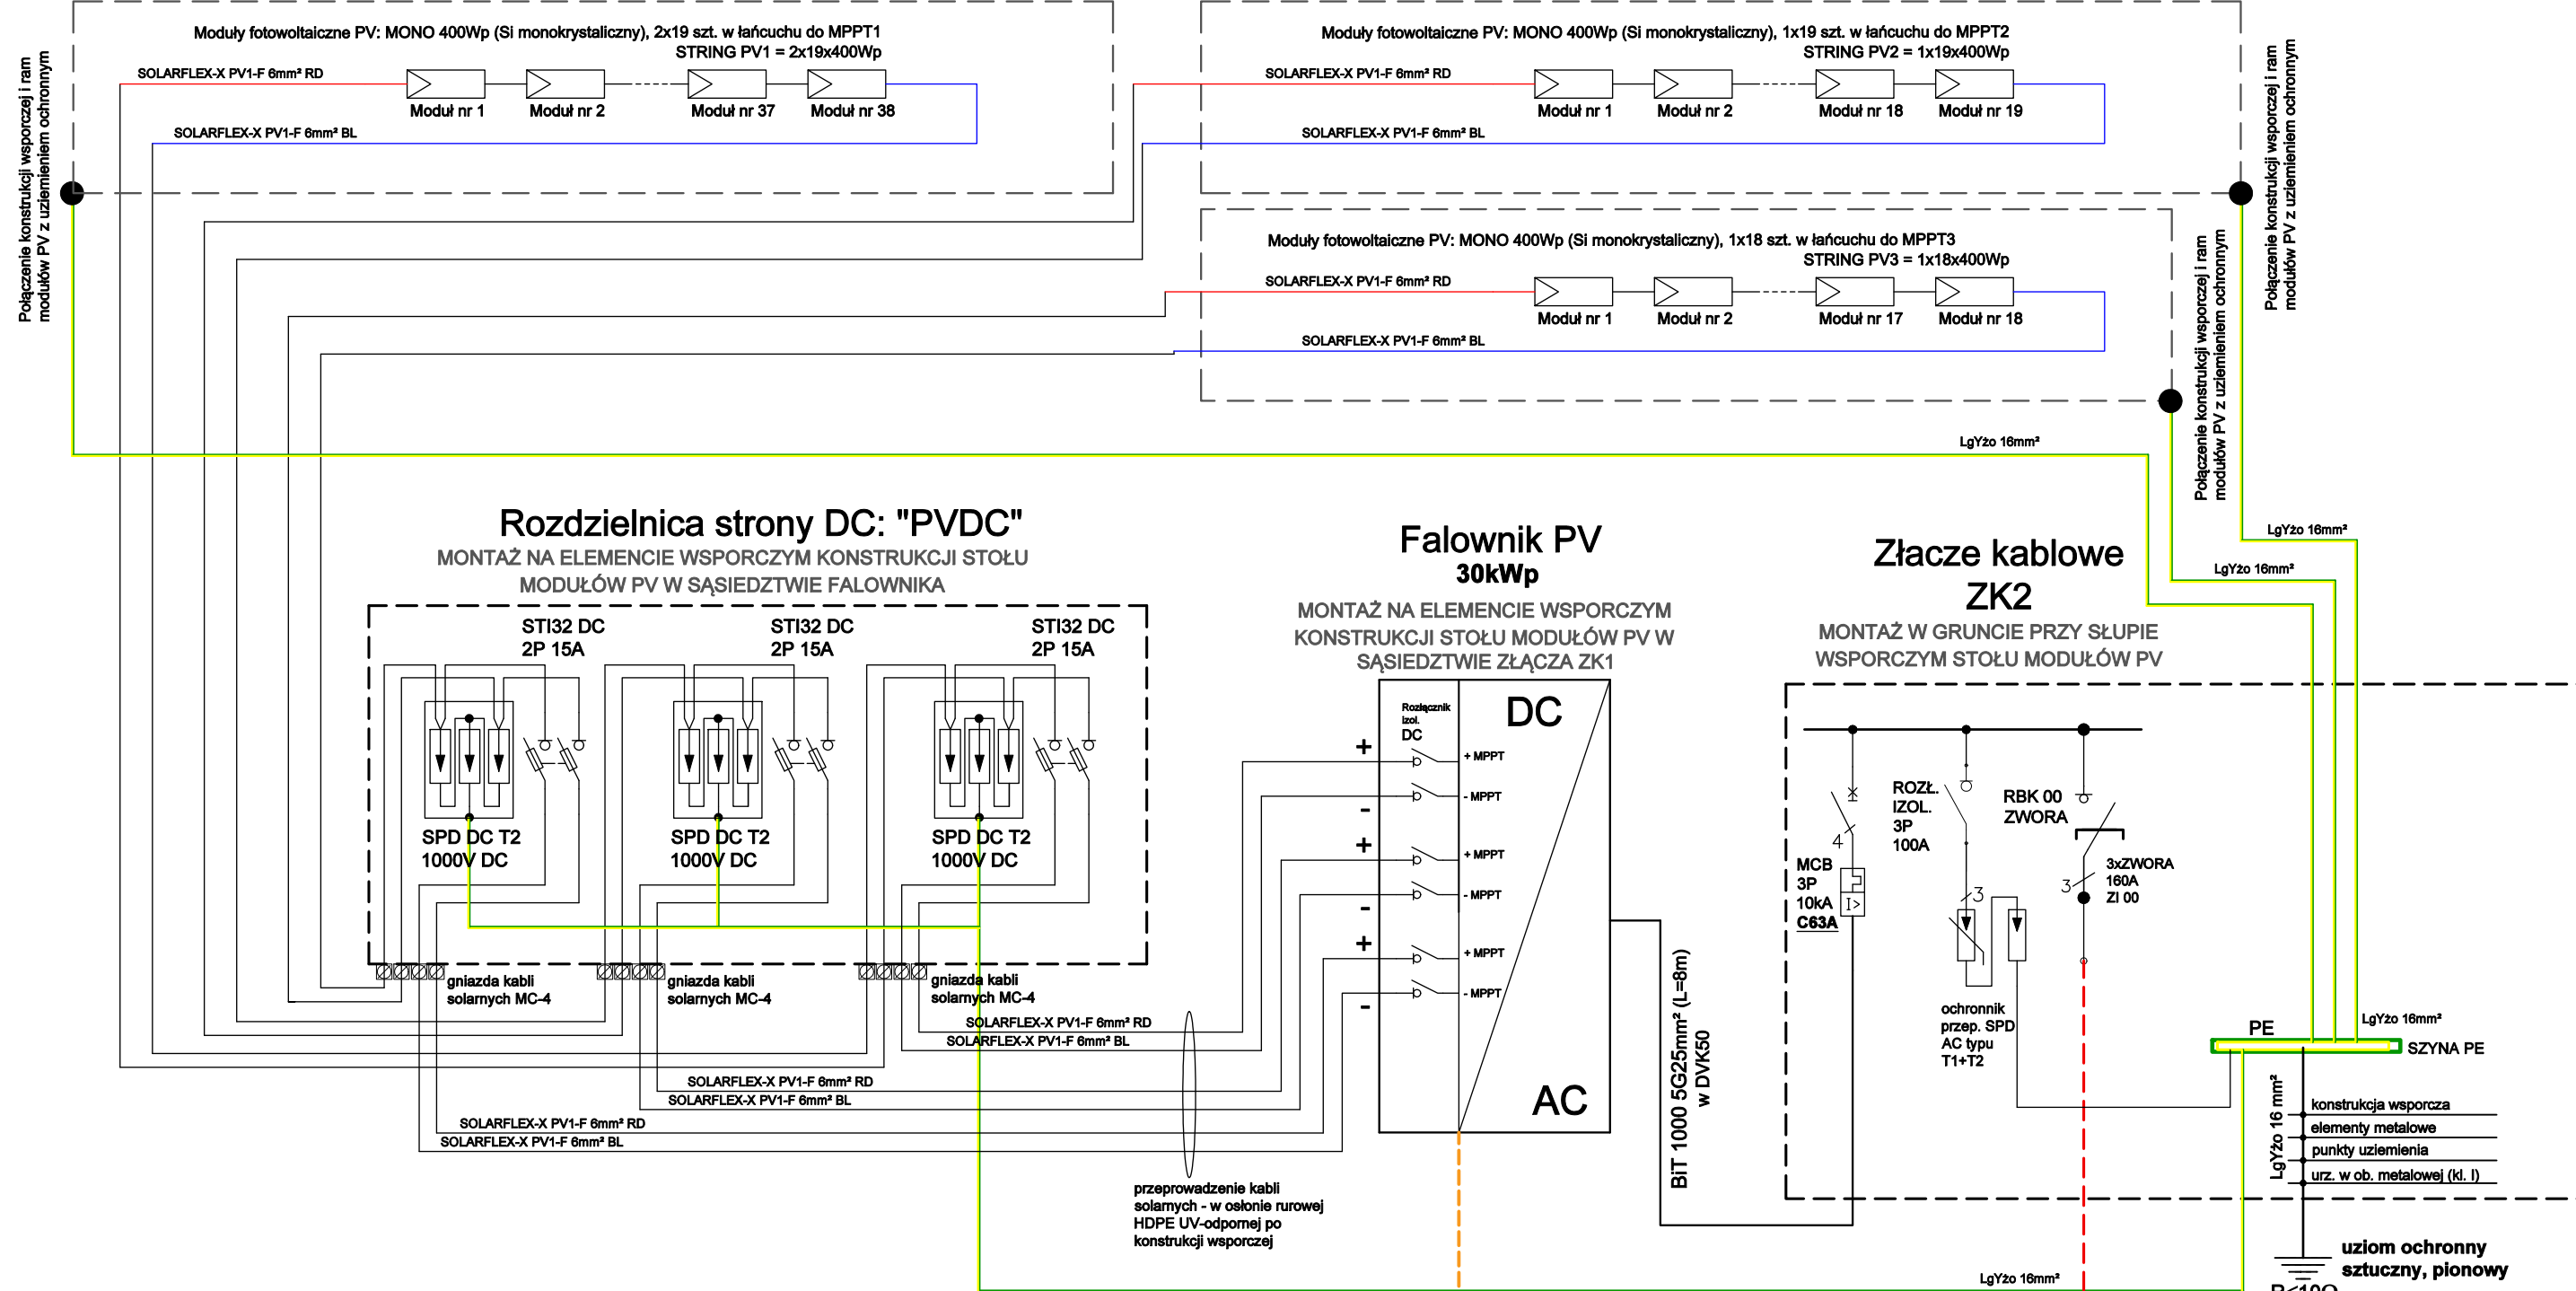 Moduły fotowoltaiczne PV: MONO 400Wp (Si monokrystaliczny), 2x19 szt. w łańcuchu do MPPT1
STRING PV1 = 2x19x400Wp
SOLARFLEX-X PV1-F 6mm² RD
Moduł nr 1
Moduł nr 2
Moduł nr 37
Moduł nr 38
SOLARFLEX-X PV1-F 6mm² BL
Połączenie konstrukcji wsporczej i ram
modułów PV z uziemieniem ochronnym
Moduły fotowoltaiczne PV: MONO 400Wp (Si monokrystaliczny), 1x19 szt. w łańcuchu do MPPT2
STRING PV2 = 1x19x400Wp
SOLARFLEX-X PV1-F 6mm² RD
Moduł nr 1
Moduł nr 2
Moduł nr 18
Moduł nr 19
SOLARFLEX-X PV1-F 6mm² BL
Połączenie konstrukcji wsporczej i ram
modułów PV z uziemieniem ochronnym
Moduły fotowoltaiczne PV: MONO 400Wp (Si monokrystaliczny), 1x18 szt. w łańcuchu do MPPT3
STRING PV3 = 1x18x400Wp
SOLARFLEX-X PV1-F 6mm² RD
Moduł nr 1
Moduł nr 2
Moduł nr 17
Moduł nr 18
SOLARFLEX-X PV1-F 6mm² BL
Połączenie konstrukcji wsporczej i ram
modułów PV z uziemieniem ochronnym
LgYżo 16mm²
LgYżo 16mm²
LgYżo 16mm²
Rozdzielnica strony DC: "PVDC"
MONTAŻ NA ELEMENCIE WSPORCZYM KONSTRUKCJI STOŁU
MODUŁÓW PV W SĄSIEDZTWIE FALOWNIKA
STI32 DC
2P 15A
STI32 DC
2P 15A
STI32 DC
2P 15A
SPD DC T2
1000V DC
SPD DC T2
1000V DC
SPD DC T2
1000V DC
gniazda kabli
solarnych MC-4
gniazda kabli
solarnych MC-4
gniazda kabli
solarnych MC-4
SOLARFLEX-X PV1-F 6mm² RD
SOLARFLEX-X PV1-F 6mm² BL
SOLARFLEX-X PV1-F 6mm² RD
SOLARFLEX-X PV1-F 6mm² BL
SOLARFLEX-X PV1-F 6mm² RD
SOLARFLEX-X PV1-F 6mm² BL
przeprowadzenie kabli
solarnych - w osłonie rurowej
HDPE UV-odpornej po
konstrukcji wsporczej
Falownik PV
30kWp
MONTAŻ NA ELEMENCIE WSPORCZYM
KONSTRUKCJI STOŁU MODUŁÓW PV W
SĄSIEDZTWIE ZŁĄCZA ZK1
Rozłącznik
izol.
DC
DC
+
+ MPPT
-
- MPPT
+
+ MPPT
-
- MPPT
+
+ MPPT
-
- MPPT
AC
BiT 1000 5G25mm² (L=8m)
w DVK50
Złacze kablowe
ZK2
MONTAŻ W GRUNCIE PRZY SŁUPIE
WSPORCZYM STOŁU MODUŁÓW PV
4
MCB
3P
10kA
C63A
I>
ROZŁ.
IZOL.
3P
100A
3
RBK 00
ZWORA
3
3xZWORA
160A
ZI 00
ochronnik
przep. SPD
AC typu
T1+T2
PE
LgYżo 16mm²
SZYNA PE
LgYżo 16 mm²
konstrukcja wsporcza
elementy metalowe
punkty uziemienia
urz. w ob. metalowej (kl. I)
uziom ochronny
sztuczny, pionowy
R<10Ω
LgYżo 16mm²